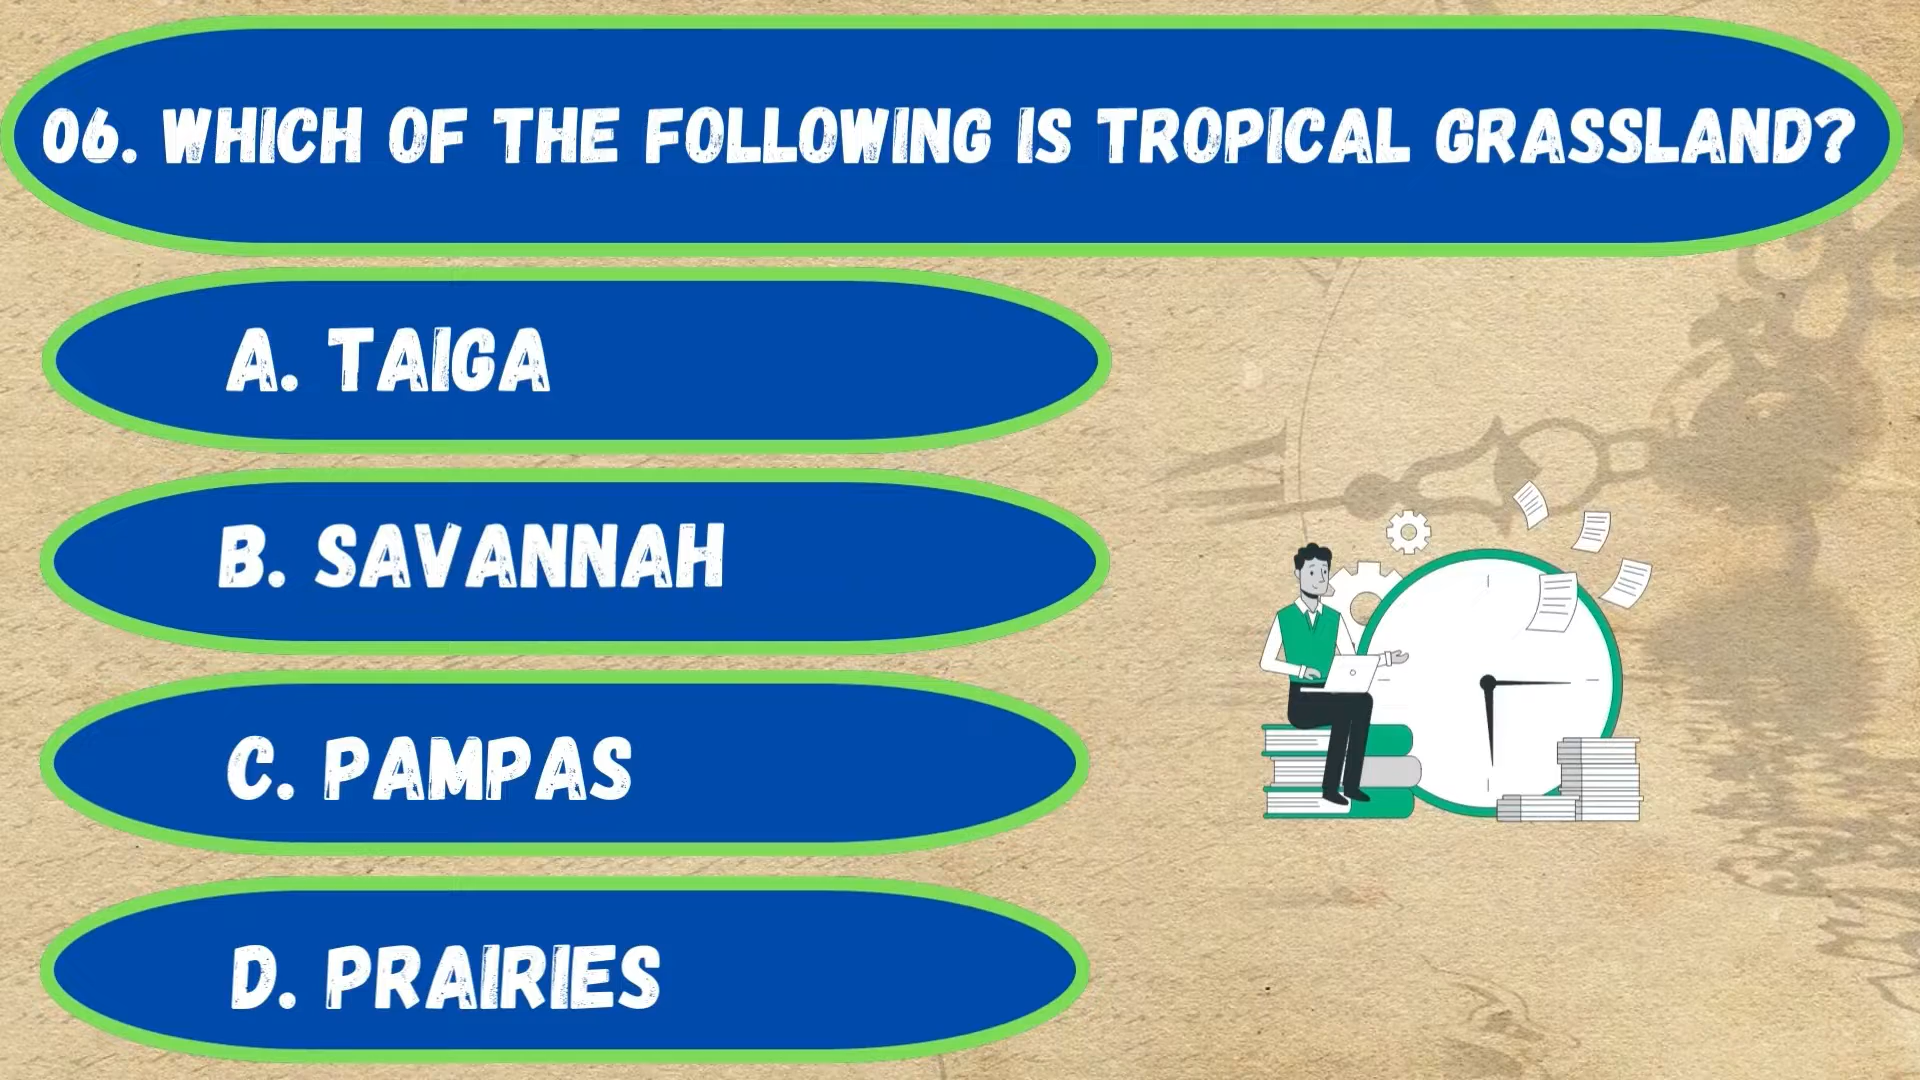 06. WHICH OF THE FOLLOWING IS TROPICAL GRASSLAND?
A. TAIGA
B. SAVANNAH
C. PAMPAS
D. PRAIRIES